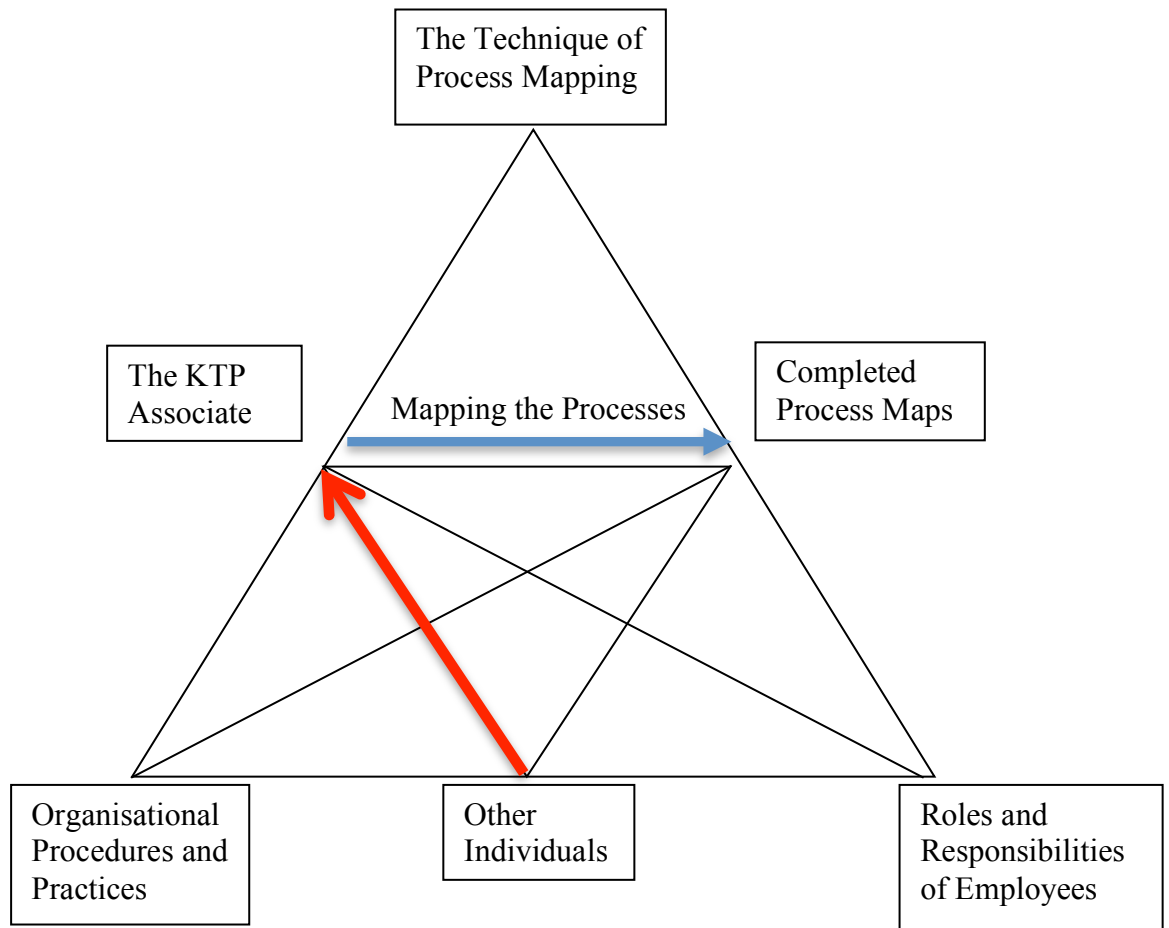 The Technique of
Process Mapping
The KTP
Associate
Mapping the Processes
Completed
Process Maps
Organisational
Procedures and
Practices
Other
Individuals
Roles and
Responsibilities
of Employees